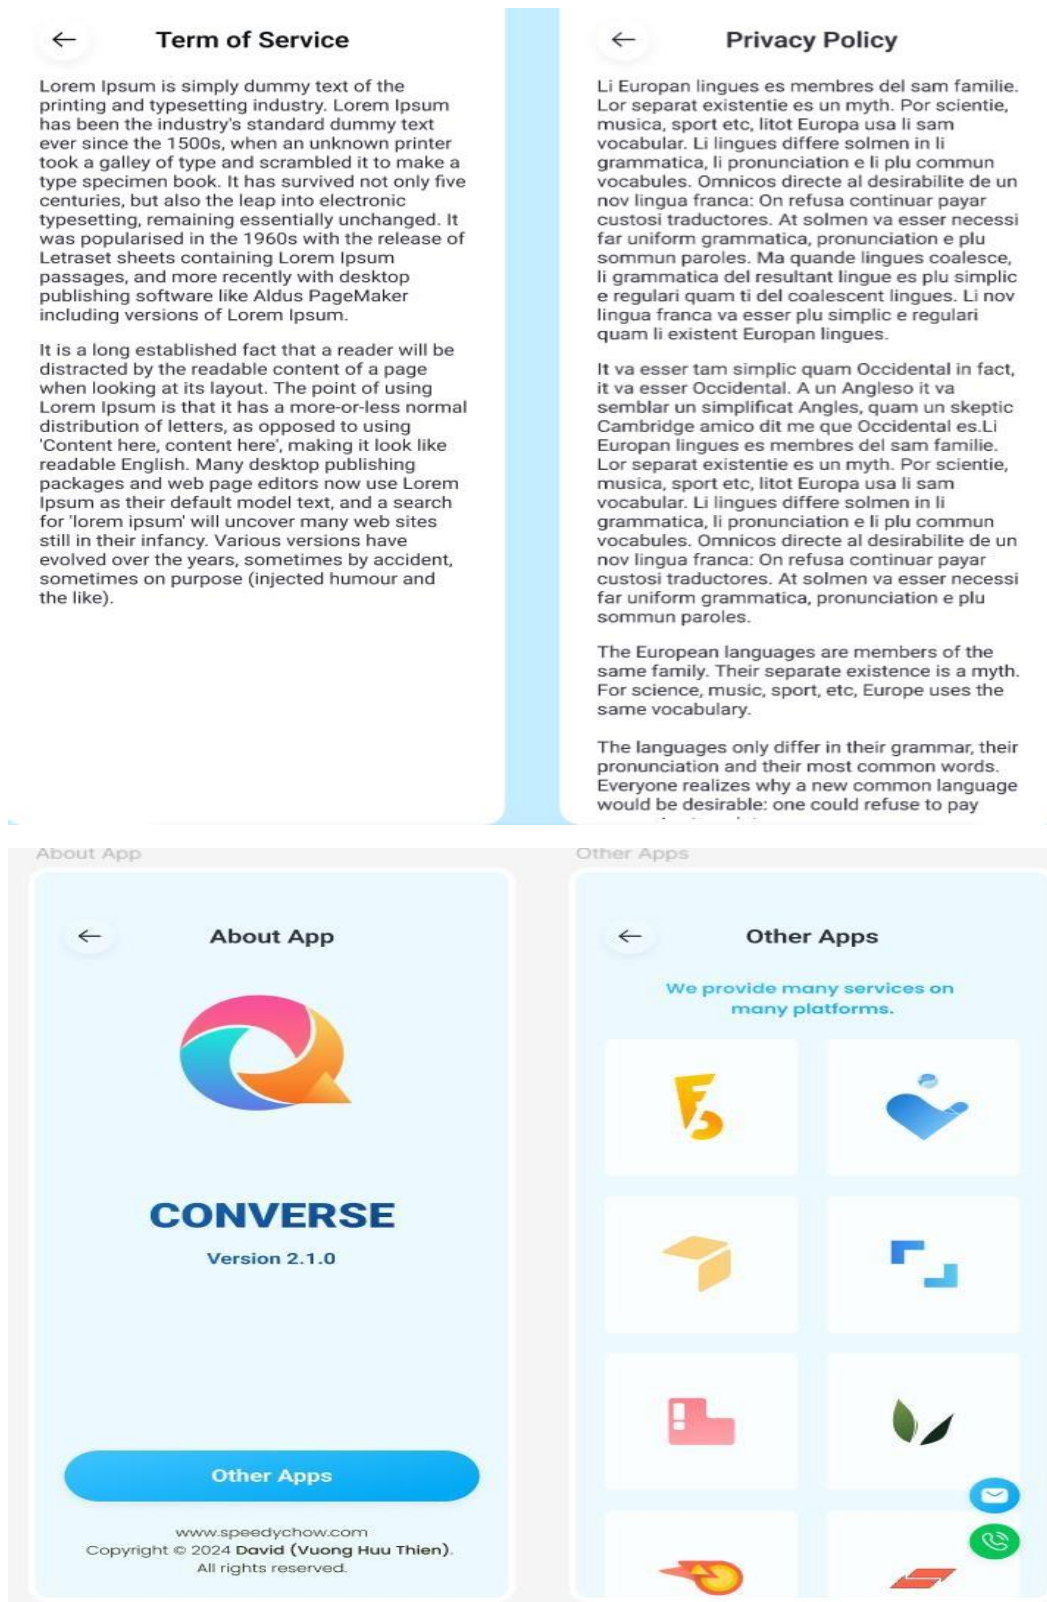 Term of Service
Lorem Ipsum is simply dummy text of the
printing and typesetting industry. Lorem Ipsum
has been the industry's standard dummy text
ever since the 1500s, when an unknown printer
took a galley of type and scrambled it to make a
type specimen book. It has survived not only five
centuries, but also the leap into electronic
typesetting, remaining essentially unchanged. It
was popularised in the 1960s with the release of
Letraset sheets containing Lorem Ipsum
passages, and more recently with desktop
publishing software like Aldus PageMaker
including versions of Lorem Ipsum.
It is a long established fact that a reader will be
distracted by the readable content of a page
when looking at its layout. The point of using
Lorem Ipsum is that it has a more-or-less normal
distribution of letters, as opposed to using
'Content here, content here', making it look like
readable English. Many desktop publishing
packages and web page editors now use Lorem
Ipsum as their default model text, and a search
for 'lorem ipsum' will uncover many web sites
still in their infancy. Various versions have
evolved over the years, sometimes by accident,
sometimes on purpose (injected humour and
the like).
Privacy Policy
Li Europan lingues es membres del sam familie.
Lor separat existentie es un myth. Por scientie,
musica, sport etc, litot Europa usa li sam
vocabular. Li lingues differe solmen in li
grammatica, li pronunciation e li plu commun
vocabules. Omnicos directe al desirabilite de un
nov lingua franca: On refusa continuar payar
custosi traductores. At solmen va esser necessi
far uniform grammatica, pronunciation e plu
sommun paroles. Ma quande lingues coalesce,
li grammatica del resultant lingue es plu simplic
e regulari quam ti del coalescent lingues. Li nov
lingua franca va esser plu simplic e regulari
quam li existent Europan lingues.
It va esser tam simplic quam Occidental in fact,
it va esser Occidental. A un Angleso it va
semblar un simplificat Angles, quam un skeptic
Cambridge amico dit me que Occidental es.Li
Europan lingues es membres del sam familie.
Lor separat existentie es un myth. Por scientie,
musica, sport etc, litot Europa usa li sam
vocabular. Li lingues differe solmen in li
grammatica, li pronunciation e li plu commun
vocabules. Omnicos directe al desirabilite de un
nov lingua franca: On refusa continuar payar
custosi traductores. At solmen va esser necessi
far uniform grammatica, pronunciation e plu
sommun paroles.
The European languages are members of the
same family. Their separate existence is a myth.
For science, music, sport, etc, Europe uses the
same vocabulary.
The languages only differ in their grammar, their
pronunciation and their most common words.
Everyone realizes why a new common language
would be desirable: one could refuse to pay
About App
About App
CONVERSE
Version 2.1.0
Other Apps
www.speedychow.com
Copyright © 2024 David (Vuong Huu Thien).
All rights reserved.
Other Apps
Other Apps
We provide many services on
many platforms.